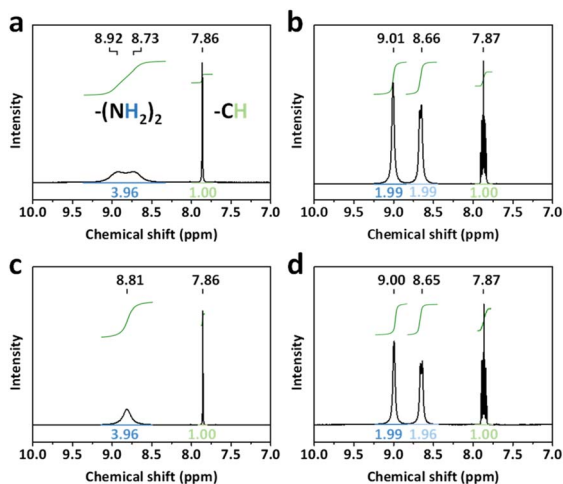 a
8.92 8.73 7.86
-(NH2)2 -CH
Intensity
3.96 1.00
10.0 9.5 9.0 8.5 8.0 7.5 7.0
Chemical shift (ppm)
b
9.01 8.66 7.87
Intensity
1.99 1.99 1.00
10.0 9.5 9.0 8.5 8.0 7.5 7.0
Chemical shift (ppm)
c
8.81 7.86
Intensity
3.96 1.00
10.0 9.5 9.0 8.5 8.0 7.5 7.0
Chemical shift (ppm)
d
9.00 8.65 7.87
Intensity
1.99 1.96 1.00
10.0 9.5 9.0 8.5 8.0 7.5 7.0
Chemical shift (ppm)